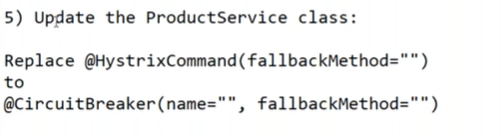 5) Update the ProductService class:
Replace @HystrixCommand(fallbackMethod="")
to
@CircuitBreaker(name="", fallbackMethod="")